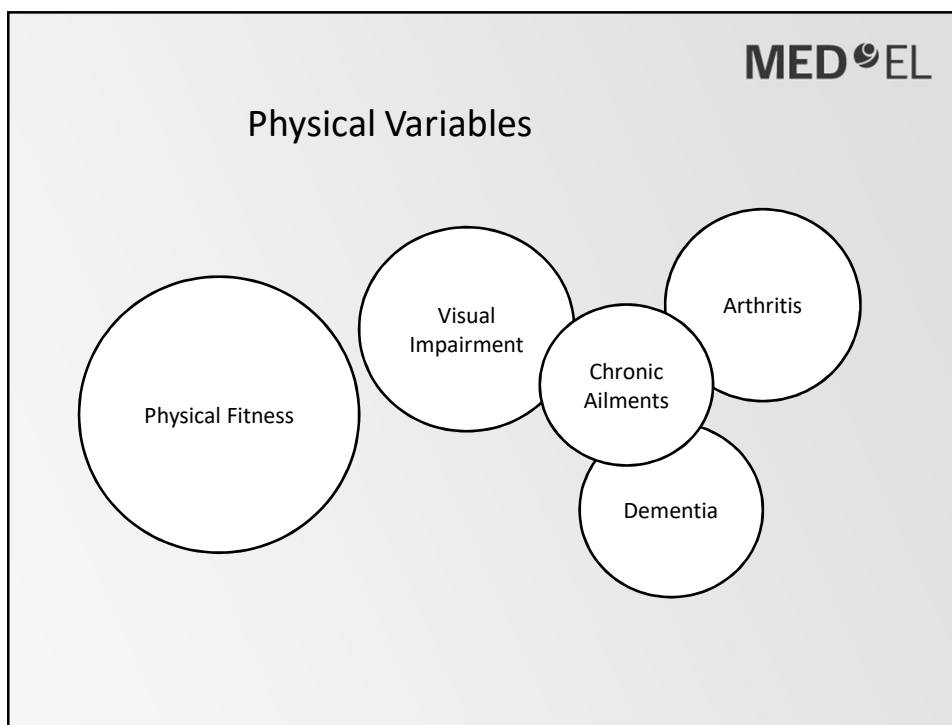 MED EL
Physical Variables
Visual
Impairment
Arthritis
Chronic
Ailments
Physical Fitness
Dementia